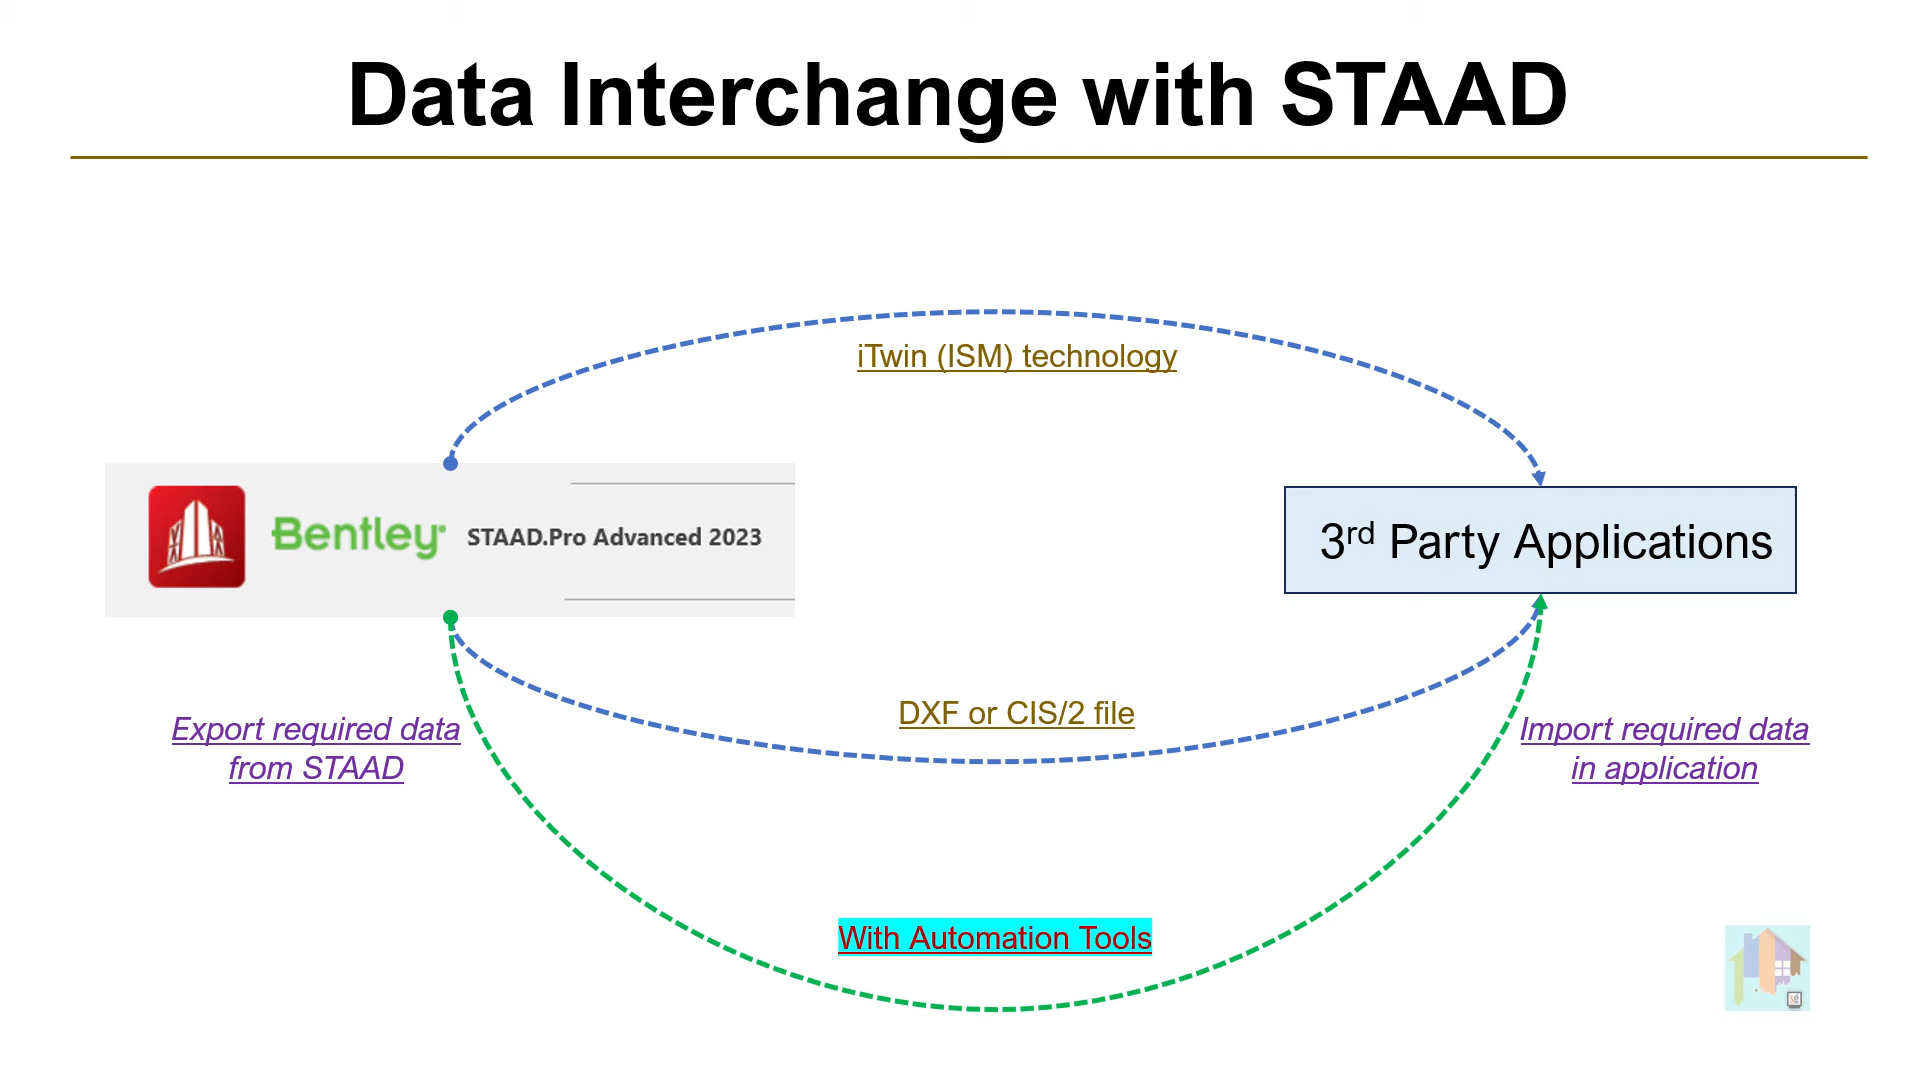 Data Interchange with STAAD
iTwin (ISM) technology
Bentley® STAAD.Pro Advanced 2023
3rd Party Applications
DXF or CIS/2 file
Export required data
from STAAD
Import required data
in application
With Automation Tools